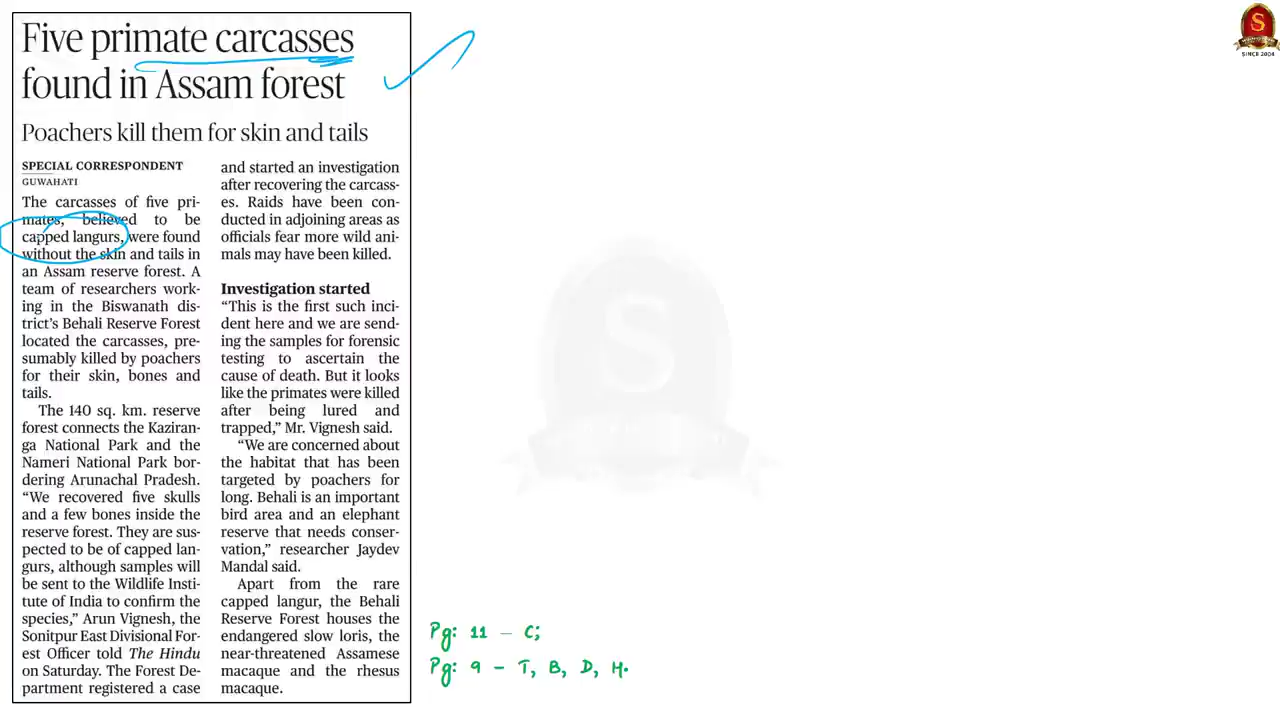 Five primate carcasses
found in Assam forest
Poachers kill them for skin and tails
SPECIAL CORRESPONDENT
GUWAHATI
The carcasses of five pri-
mates, believed to be
capped langurs, were found
without the skin and tails in
an Assam reserve forest. A
team of researchers work-
ing in the Biswanath dis-
trict's Behali Reserve Forest
located the carcasses, pre-
sumably killed by poachers
for their skin, bones and
tails.
The 140 sq. km. reserve
forest connects the Kaziran-
ga National Park and the
Nameri National Park bor-
dering Arunachal Pradesh.
“We recovered five skulls
and a few bones inside the
reserve forest. They are sus-
pected to be of capped lan-
gurs, although samples will
be sent to the Wildlife Insti-
tute of India to confirm the
species,” Arun Vignesh, the
Sonitpur East Divisional For-
est Officer told The Hindu
on Saturday. The Forest De-
partment registered a case
and started an investigation
after recovering the carcass-
es. Raids have been con-
ducted in adjoining areas as
officials fear more wild ani-
mals may have been killed.
Investigation started
“This is the first such inci-
dent here and we are send-
ing the samples for forensic
testing to ascertain the
cause of death. But it looks
like the primates were killed
after being lured and
trapped,” Mr. Vignesh said.
“We are concerned about
the habitat that has been
targeted by poachers for
long. Behali is an important
bird area and an elephant
reserve that needs conser-
vation,” researcher Jaydev
Mandal said.
Apart from the rare
capped langur, the Behali
Reserve Forest houses the
endangered slow loris, the
near-threatened Assamese
macaque and the rhesus
macaque.
Pg: 11 – C;
Pg: 9 – T, B, D, H.
S
SINCE 2004
S